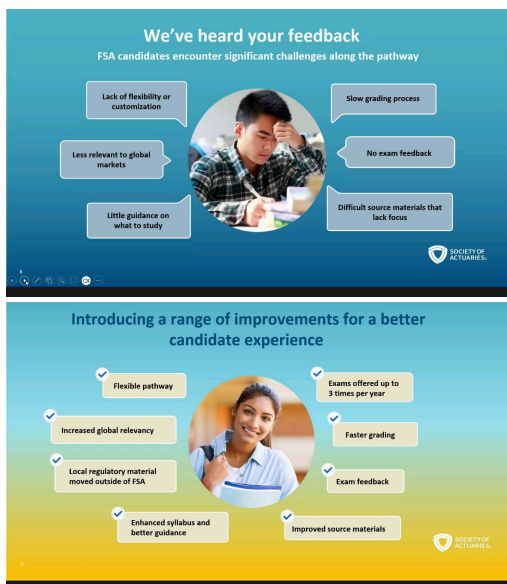 We've heard your feedback
FSA candidates encounter significant challenges along the pathway
Lack of flexibility or
customization
Slow grading process
Less relevant to global
markets
No exam feedback
Little guidance on
what to study
Difficult source materials that
lack focus
SOCIETY OF
ACTUARIES®
8
Introducing a range of improvements for a better
candidate experience
Flexible pathway
Exams offered up to
3 times per year
Increased global relevancy
Faster grading
Local regulatory material
moved outside of FSA
Exam feedback
Enhanced syllabus and
better guidance
Improved source materials
SOCIETY OF
ACTUARIES®